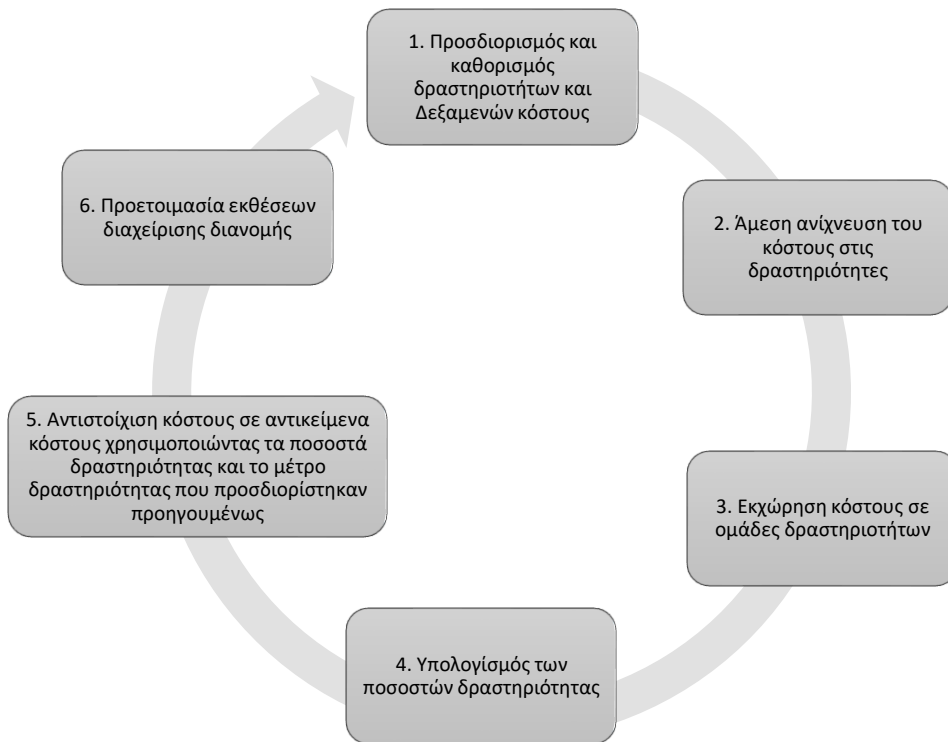 1. Προσδιορισμός και
καθορισμός
δραστηριοτήτων και
Δεξαμενών κόστους
2. Άμεση ανίχνευση του
κόστους στις
δραστηριότητες
3. Εκχώρηση κόστους σε
ομάδες δραστηριοτήτων
4. Υπολογίσμός των
ποσοστών δραστηριότητας
5. Αντιστοίχιση κόστους σε αντικείμενα
κόστους χρησιμοποιώντας τα ποσοστά
δραστηριότητας και το μέτρο
δραστηριότητας που προσδιορίστηκαν
προηγουμένως
6. Προετοιμασία εκθέσεων
διαχείρισης διανομής